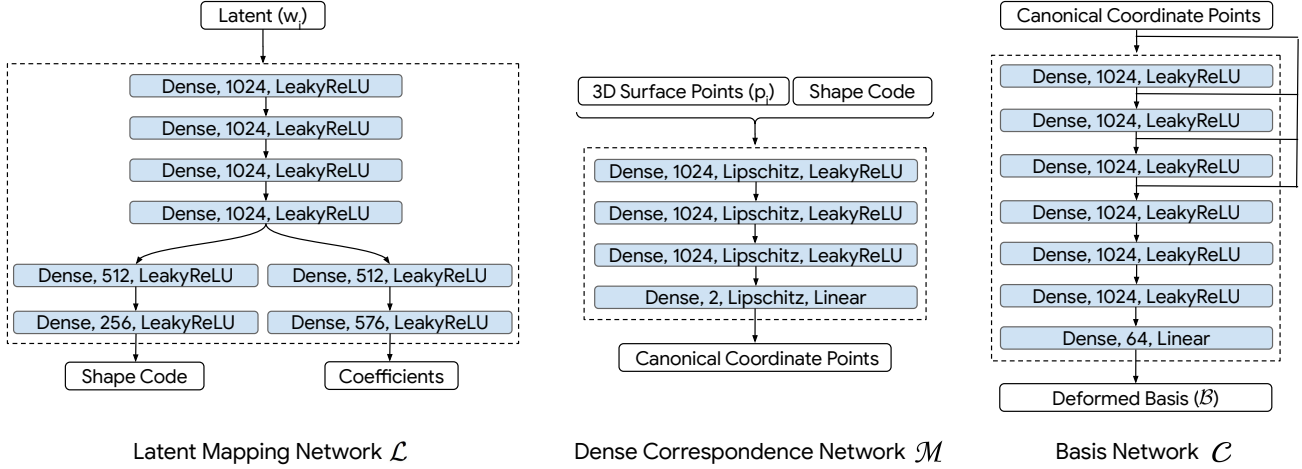 Latent (w_i)
Dense, 1024, LeakyReLU
Dense, 1024, LeakyReLU
Dense, 1024, LeakyReLU
Dense, 1024, LeakyReLU
Dense, 512, LeakyReLU
Dense, 512, LeakyReLU
Dense, 256, LeakyReLU
Dense, 576, LeakyReLU
Shape Code
Coefficients
Latent Mapping Network ℒ
3D Surface Points (p_i)
Shape Code
Dense, 1024, Lipschitz, LeakyReLU
Dense, 1024, Lipschitz, LeakyReLU
Dense, 1024, Lipschitz, LeakyReLU
Dense, 2, Lipschitz, Linear
Canonical Coordinate Points
Dense Correspondence Network ℳ
Canonical Coordinate Points
Dense, 1024, LeakyReLU
Dense, 1024, LeakyReLU
Dense, 1024, LeakyReLU
Dense, 1024, LeakyReLU
Dense, 1024, LeakyReLU
Dense, 1024, LeakyReLU
Dense, 64, Linear
Deformed Basis (ℬ)
Basis Network 𝒞